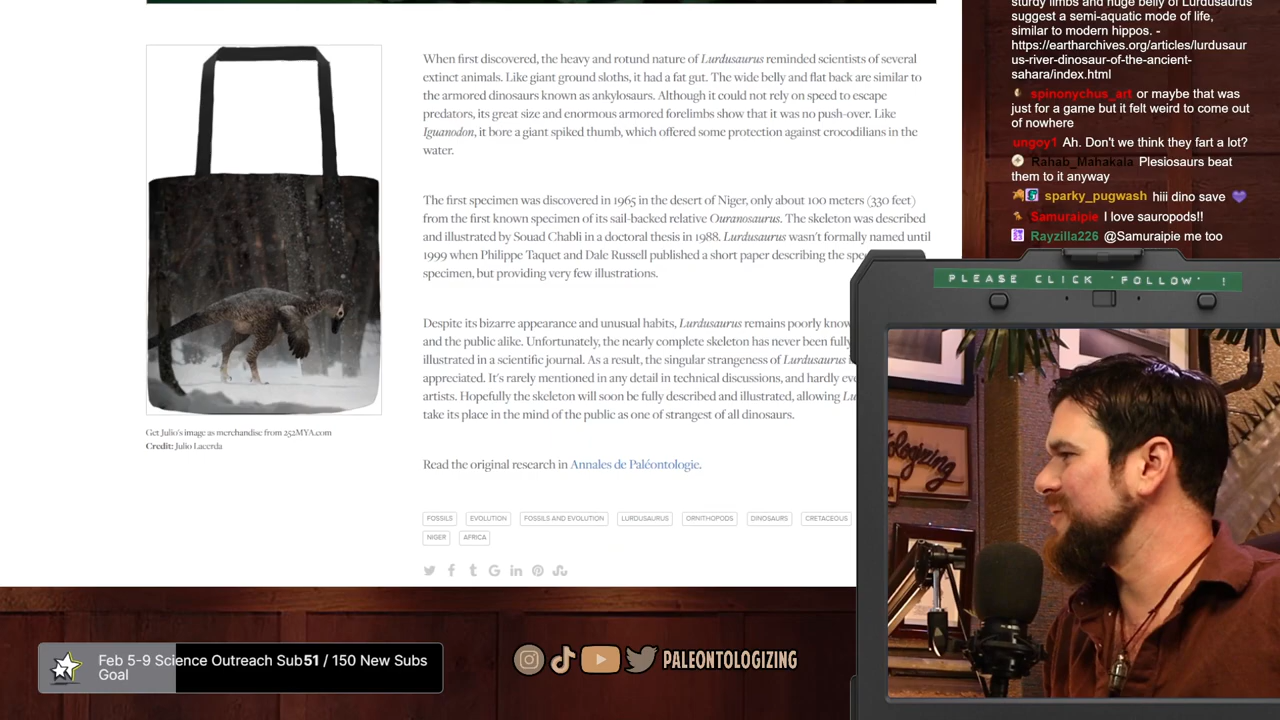 When first discovered, the heavy and rotund nature of Lurdusaurus reminded scientists of several
extinct animals. Like giant ground sloths, it had a fat gut. The wide belly and flat back are similar to
the armored dinosaurs known as ankylosaurs. Although it could not rely on speed to escape
predators, its great size and enormous armored forelimbs show that it was no push-over. Like
Iguanodon, it bore a giant spiked thumb, which offered some protection against crocodilians in the
water.
The first specimen was discovered in 1965 in the desert of Niger, only about 100 meters (330 feet)
from the first known specimen of its sail-backed relative Ouranosaurus. The skeleton was described
and illustrated by Souad Chabli in a doctoral thesis in 1988. Lurdusaurus wasn't formally named until
1999 when Philippe Taquet and Dale Russell published a short paper describing the
specimen, but providing very few illustrations.
Despite its bizarre appearance and unusual habits, Lurdusaurus remains poorly
and the public alike. Unfortunately, the nearly complete skeleton has never been
illustrated in a scientific journal. As a result, the singular strangeness of Lurdusaurus
appreciated. It's rarely mentioned in any detail in technical discussions, and hardly
artists. Hopefully the skeleton will soon be fully described and illustrated, allowing
take its place in the mind of the public as one of strangest of all dinosaurs.
Read the original research in Annales de Paléontologie.
Get Julio's image as merchandise from 252MYA.com
Credit: Julio Lacerda
FOSSILS EVOLUTION FOSSILS AND EVOLUTION LURDUSAURUS ORNITHOPODS DINOSAURS CRETACEOUS
NIGER AFRICA
sturdy limbs and huge belly of Lurdusaurus
suggest a semi-aquatic mode of life,
similar to modern hippos. -
https://eartharchives.org/articles/lurdusaur
us-river-dinosaur-of-the-ancient-
sahara/index.html
spinonychus_art or maybe that was
just for a game but it felt weird to come out
of nowhere
ungoy1 Ah. Don't we think they fart a lot?
Rahab_Mahakala Plesiosaurs beat
them to it anyway
sparky_pugwash hiii dino save
Samuraipie I love sauropods!!
Rayzilla226 @Samuraipie me too
PLEASE CLICK 'FOLLOW' !
ologizing
Feb 5-9 Science Outreach Sub 51 / 150 New Subs
Goal
PALEONTOLOGIZING